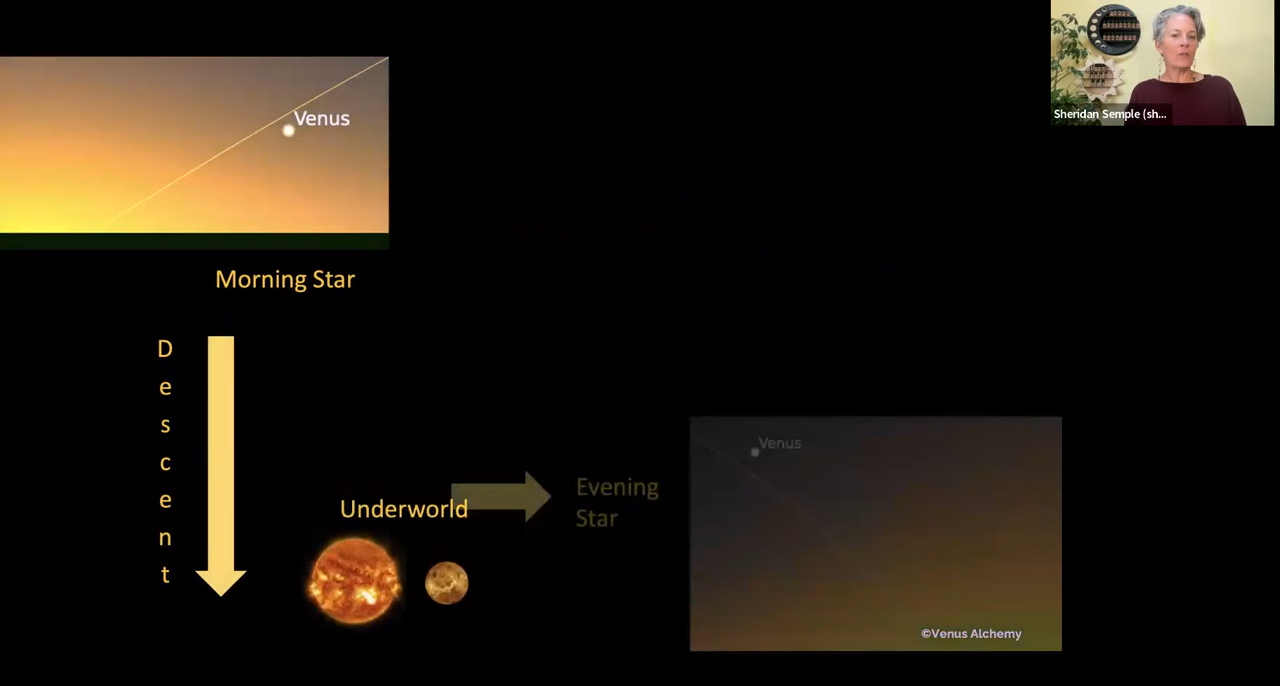 Venus
Sheridan Semple (sh...
Morning Star
D
e
s
c
e
n
t
Underworld
Evening
Star
Venus
©Venus Alchemy